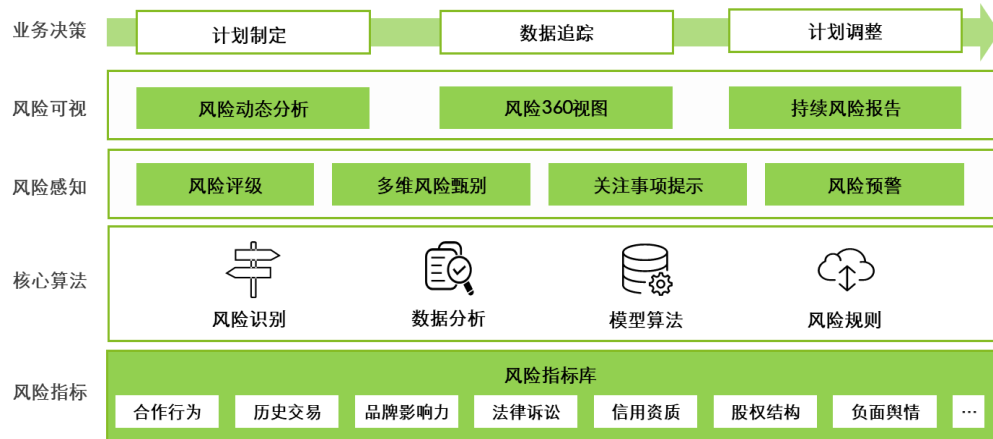 业务决策
计划制定
数据追踪
计划调整
风险可视
风险动态分析
风险360视图
持续风险报告
风险感知
风险评级
多维风险甄别
关注事项提示
风险预警
核心算法
风险识别
数据分析
模型算法
风险规则
风险指标
风险指标库
合作行为
历史交易
品牌影响力
法律诉讼
信用资质
股权结构
负面舆情
…